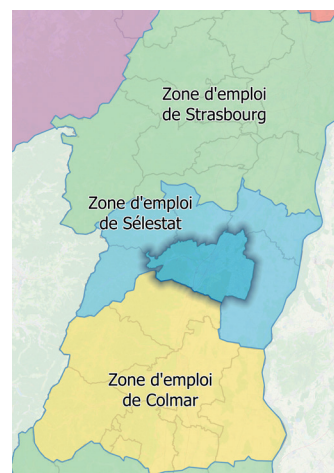 Zone d'emploi
de Strasbourg
Zone d'emploi
de Sélestat
Zone d'emploi
de Colmar